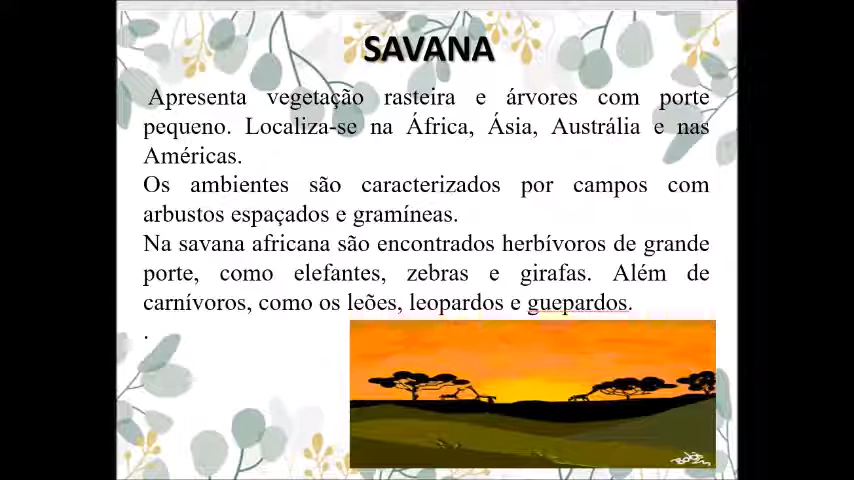 SAVANA
Apresenta vegetação rasteira e árvores com porte
pequeno. Localiza-se na África, Ásia, Austrália e nas
Américas.
Os ambientes são caracterizados por campos com
arbustos espaçados e gramíneas.
Na savana africana são encontrados herbívoros de grande
porte, como elefantes, zebras e girafas. Além de
carnívoros, como os leões, leopardos e guepardos.
.